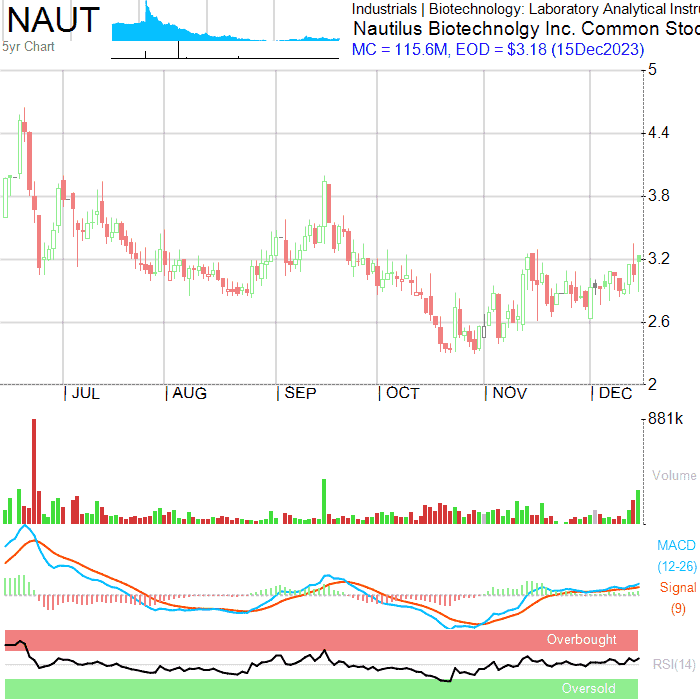 NAUT
5yr Chart
Industrials | Biotechnology: Laboratory Analytical Instru
Nautilus Biotechnolgy Inc. Common Stoc
MC = 115.6M, EOD = $3.18 (15Dec2023)
5
4.4
3.8
3.2
2.6
2
JUL AUG SEP OCT NOV DEC
881k
Volume
MACD
(12-26)
Signal
(9)
Overbought
RSI(14)
Oversold